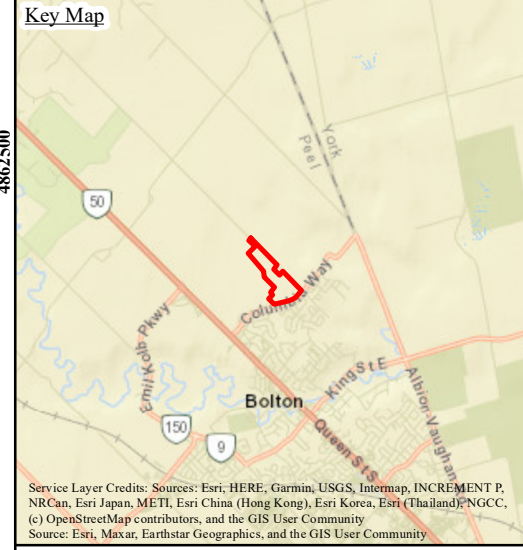 Key Map
4862500
York
Peel
50
Columbia Way
Emil Kolb Pkwy
King St E
Bolton
Albion Vaughan Rd
150
9
Queen St S
Service Layer Credits: Sources: Esri, HERE, Garmin, USGS, Intermap, INCREMENT P,
NRCan, Esri Japan, METI, Esri China (Hong Kong), Esri Korea, Esri (Thailand), NGCC,
(c) OpenStreetMap contributors, and the GIS User Community
Source: Esri, Maxar, Earthstar Geographics, and the GIS User Community